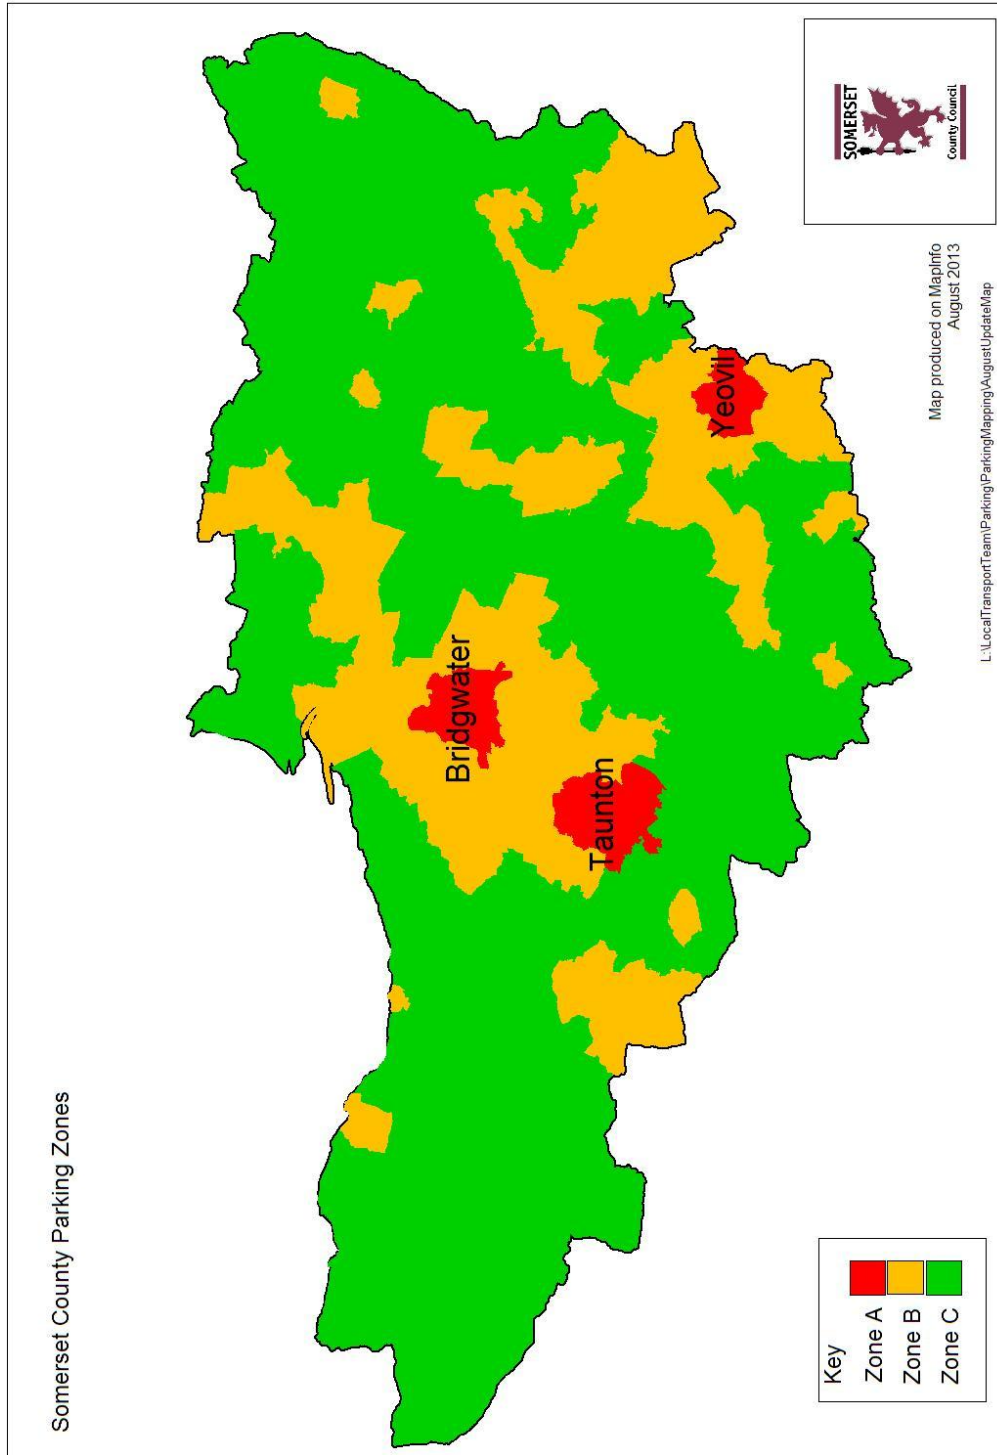 Somerset County Parking Zones
Bridgwater
Taunton
Yeovil
Key
Zone A
Zone B
Zone C
Map produced on MapInfo
August 2013
L:\LocalTransportTeam\Parking\ParkingMapping\AugustUpdateMap
SOMERSET
County Council